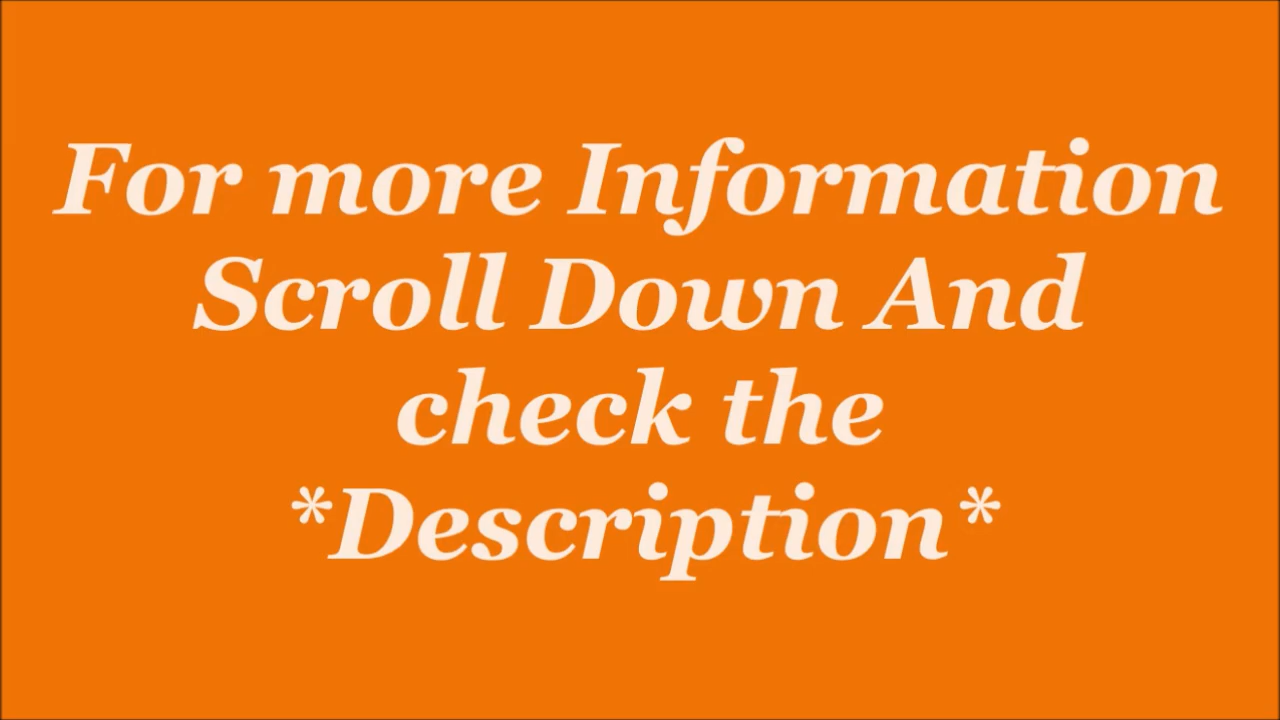 For more Information
Scroll Down And
check the
*Description*